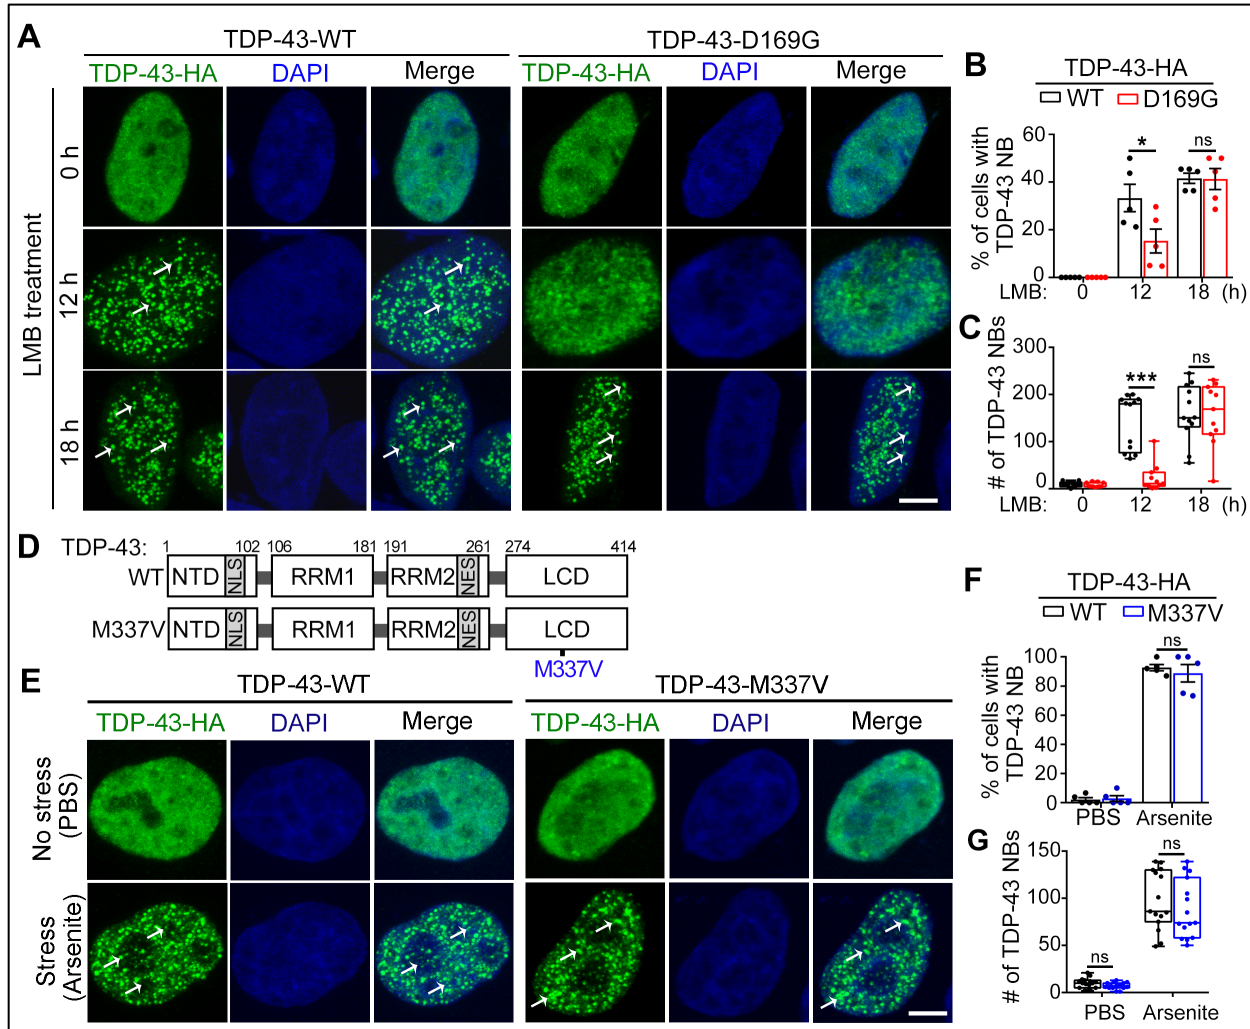 A
TDP-43-WT
TDP-43-D169G
TDP-43-HA DAPI Merge TDP-43-HA DAPI Merge
LMB treatment
0 h
12 h
18 h
B
TDP-43-HA
WT D169G
% of cells with
TDP-43 NB
60
40
20
0
* ns
LMB: 0 12 18 (h)
C
# of TDP-43 NBs
300
200
100
0
*** ns
LMB: 0 12 18 (h)
D
TDP-43: 1 102 106 181 191 261 274 414
WT NTD NLS RRM1 RRM2 NES LCD
M337V NTD NLS RRM1 RRM2 NES LCD
M337V
E
TDP-43-WT
TDP-43-M337V
TDP-43-HA DAPI Merge TDP-43-HA DAPI Merge
No stress
(PBS)
Stress
(Arsenite)
F
TDP-43-HA
WT M337V
% of cells with
TDP-43 NB
100
80
60
40
20
0
ns
PBS Arsenite
G
# of TDP-43 NBs
150
100
50
0
ns ns
PBS Arsenite